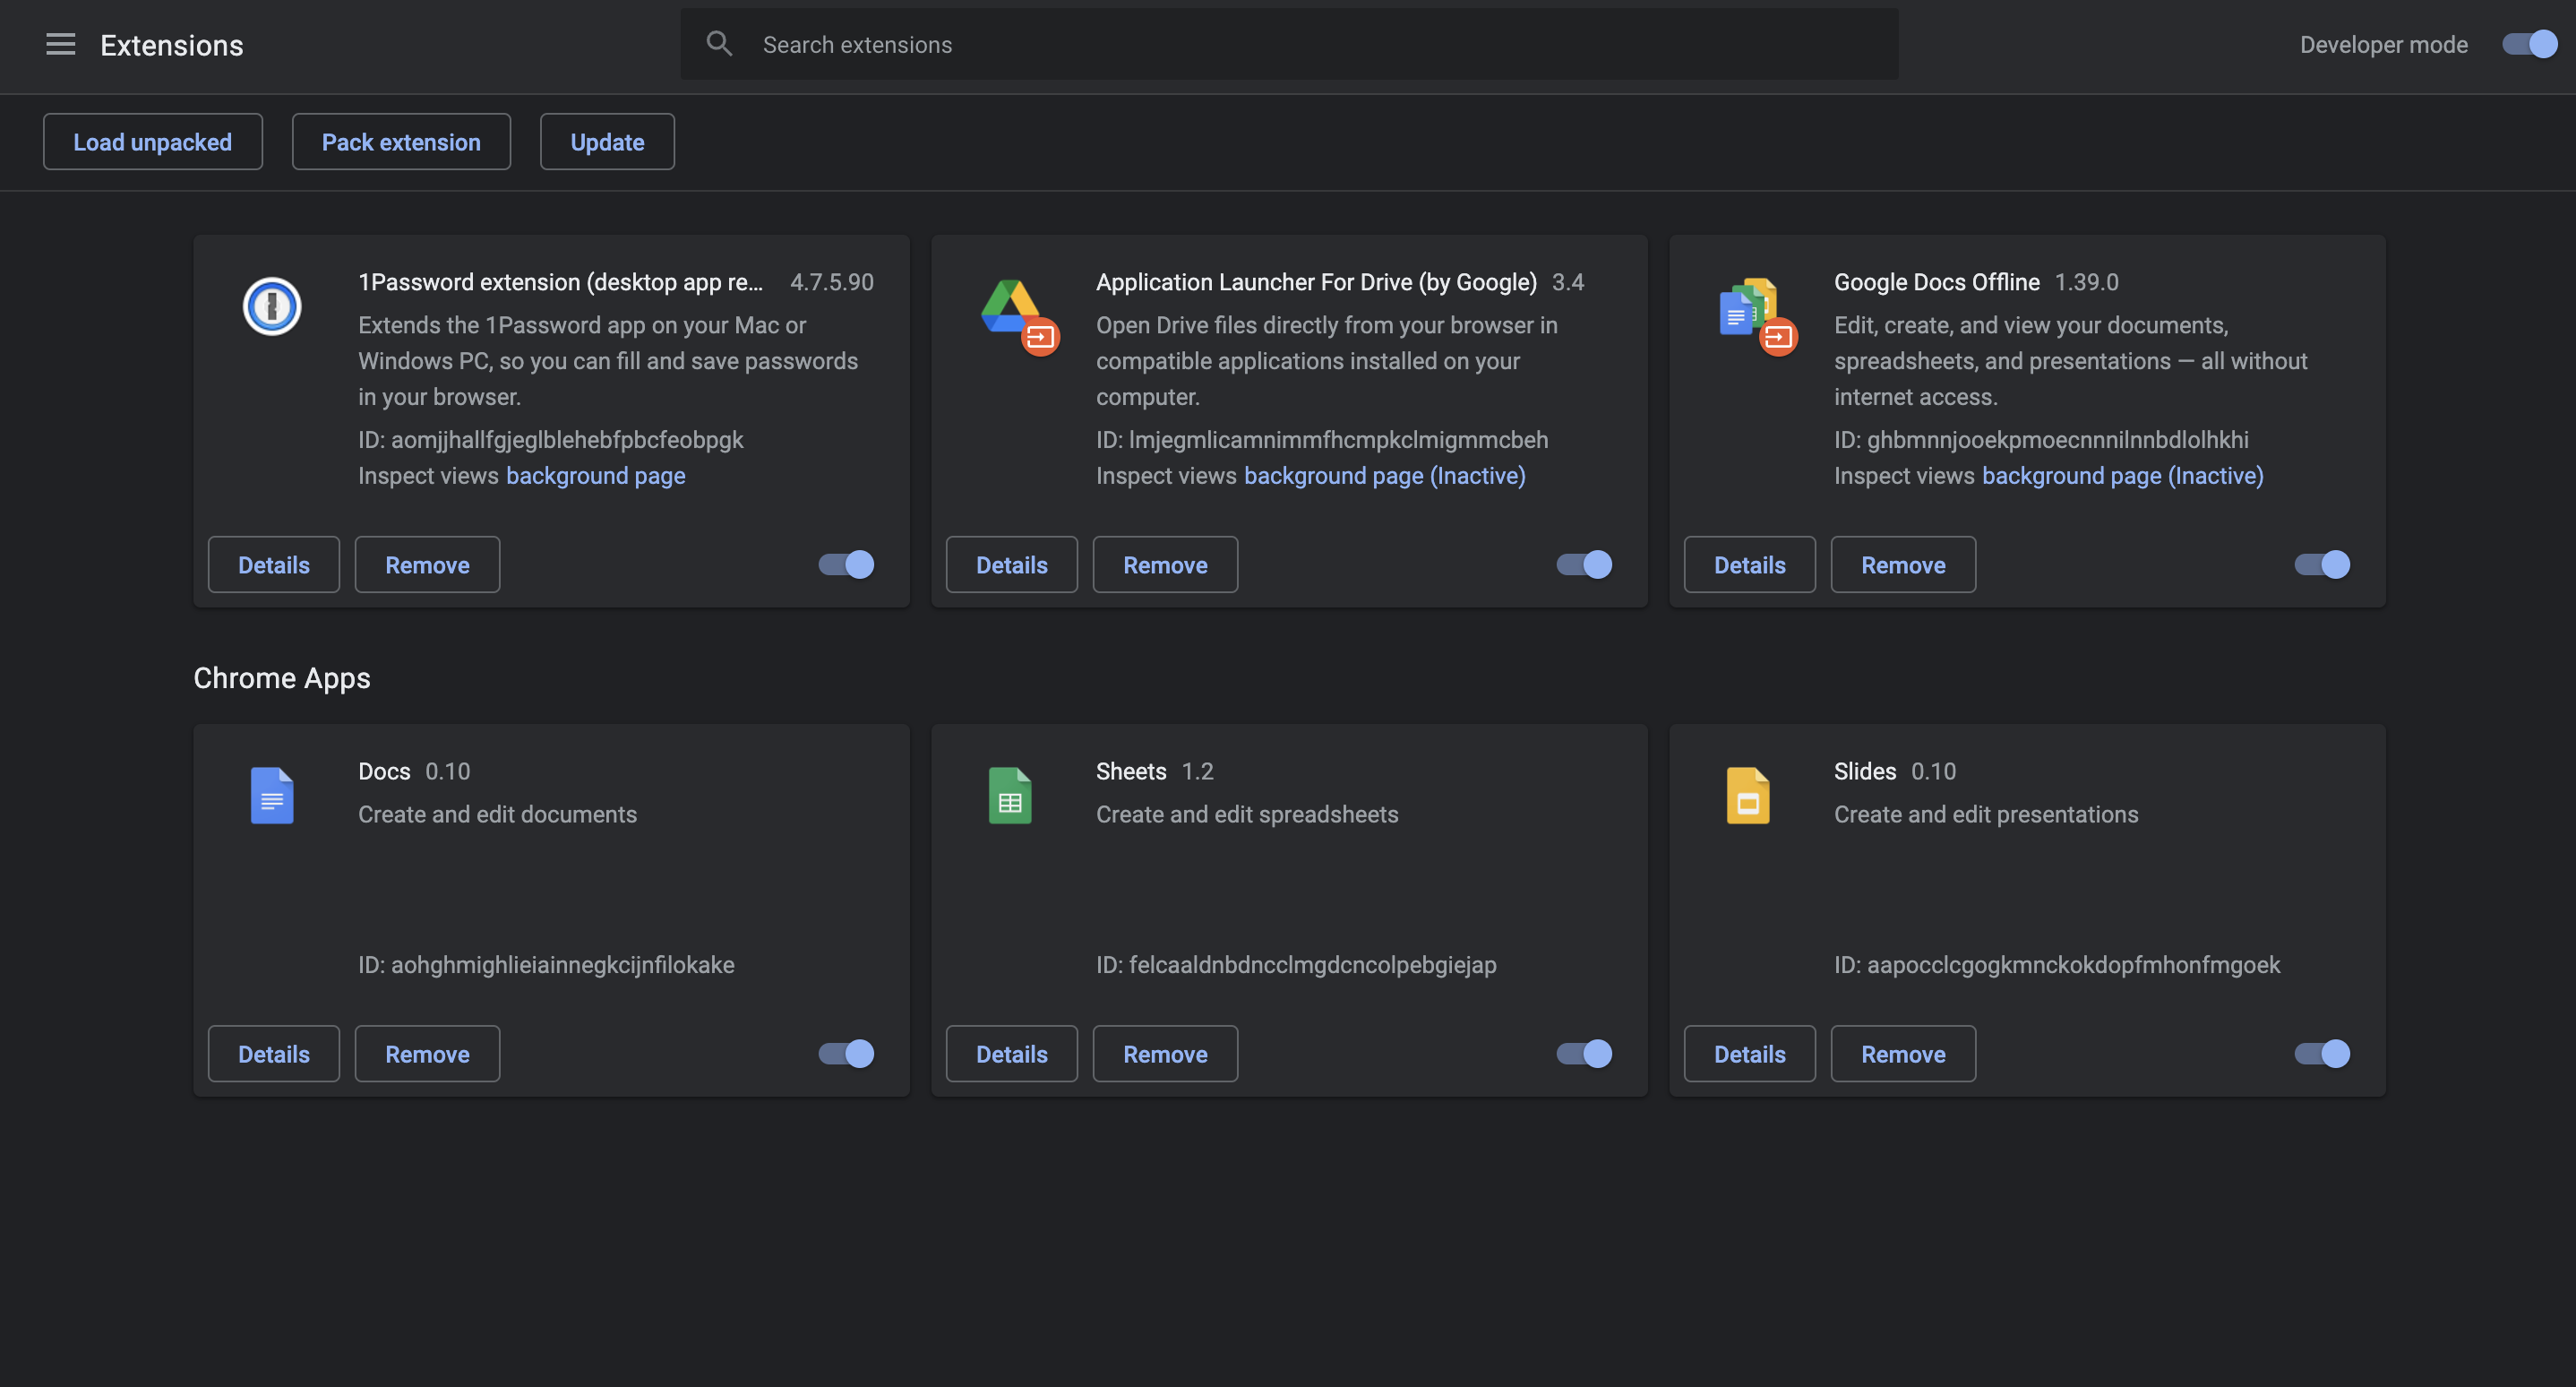 Extensions
Search extensions
Developer mode
Load unpacked
Pack extension
Update
1Password extension (desktop app re... 4.7.5.90
Extends the 1Password app on your Mac or
Windows PC, so you can fill and save passwords
in your browser.
ID: aomjjhallfgjeglblehebfpbcfeobpgk
Inspect views background page
Details
Remove
Application Launcher For Drive (by Google) 3.4
Open Drive files directly from your browser in
compatible applications installed on your
computer.
ID: lmjegmlicamnimmfhcmpkclmigmmcbeh
Inspect views background page (Inactive)
Details
Remove
Google Docs Offline 1.39.0
Edit, create, and view your documents,
spreadsheets, and presentations — all without
internet access.
ID: ghbmnnjooekpmoecnnnilnnbdlolhkhi
Inspect views background page (Inactive)
Details
Remove
Chrome Apps
Docs 0.10
Create and edit documents
ID: aohghmighlieiainnegkcijnfilokake
Details
Remove
Sheets 1.2
Create and edit spreadsheets
ID: felcaaldnbdncclmgdcncolpebgiejap
Details
Remove
Slides 0.10
Create and edit presentations
ID: aapocclcgogkmnckokdopfmhonfmgoek
Details
Remove